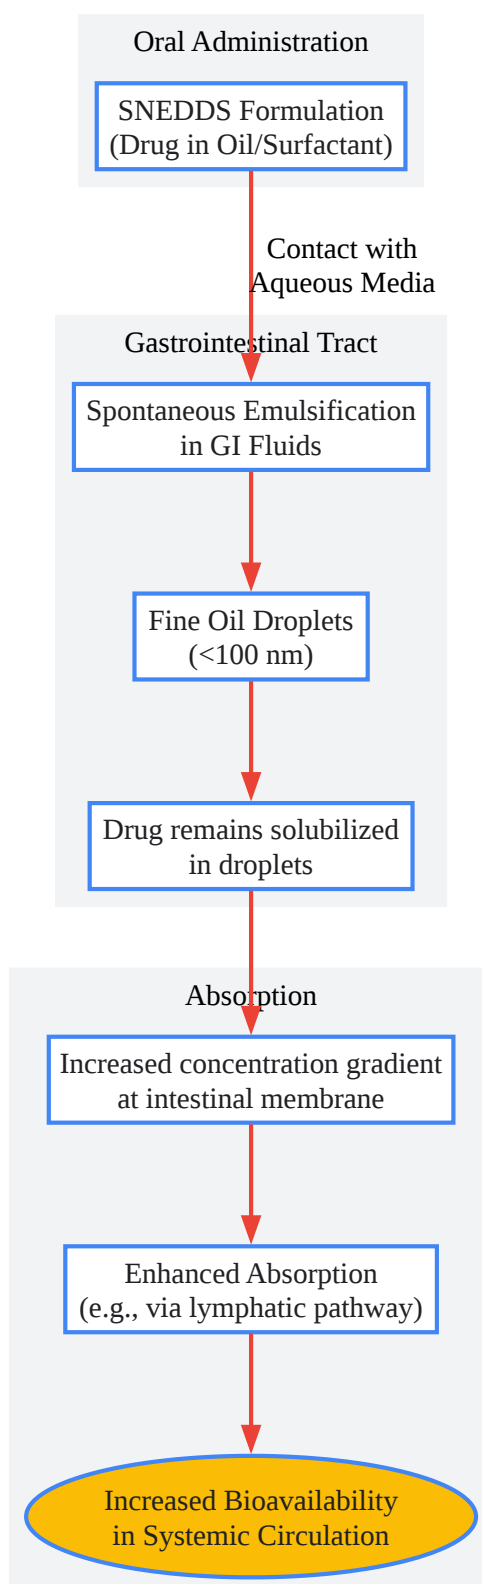 Oral Administration
SNEDDS Formulation
(Drug in Oil/Surfactant)
Contact with
Aqueous Media
Gastrointestinal Tract
Spontaneous Emulsification
in GI Fluids
Fine Oil Droplets
(<100 nm)
Drug remains solubilized
in droplets
Absorption
Increased concentration gradient
at intestinal membrane
Enhanced Absorption
(e.g., via lymphatic pathway)
Increased Bioavailability
in Systemic Circulation